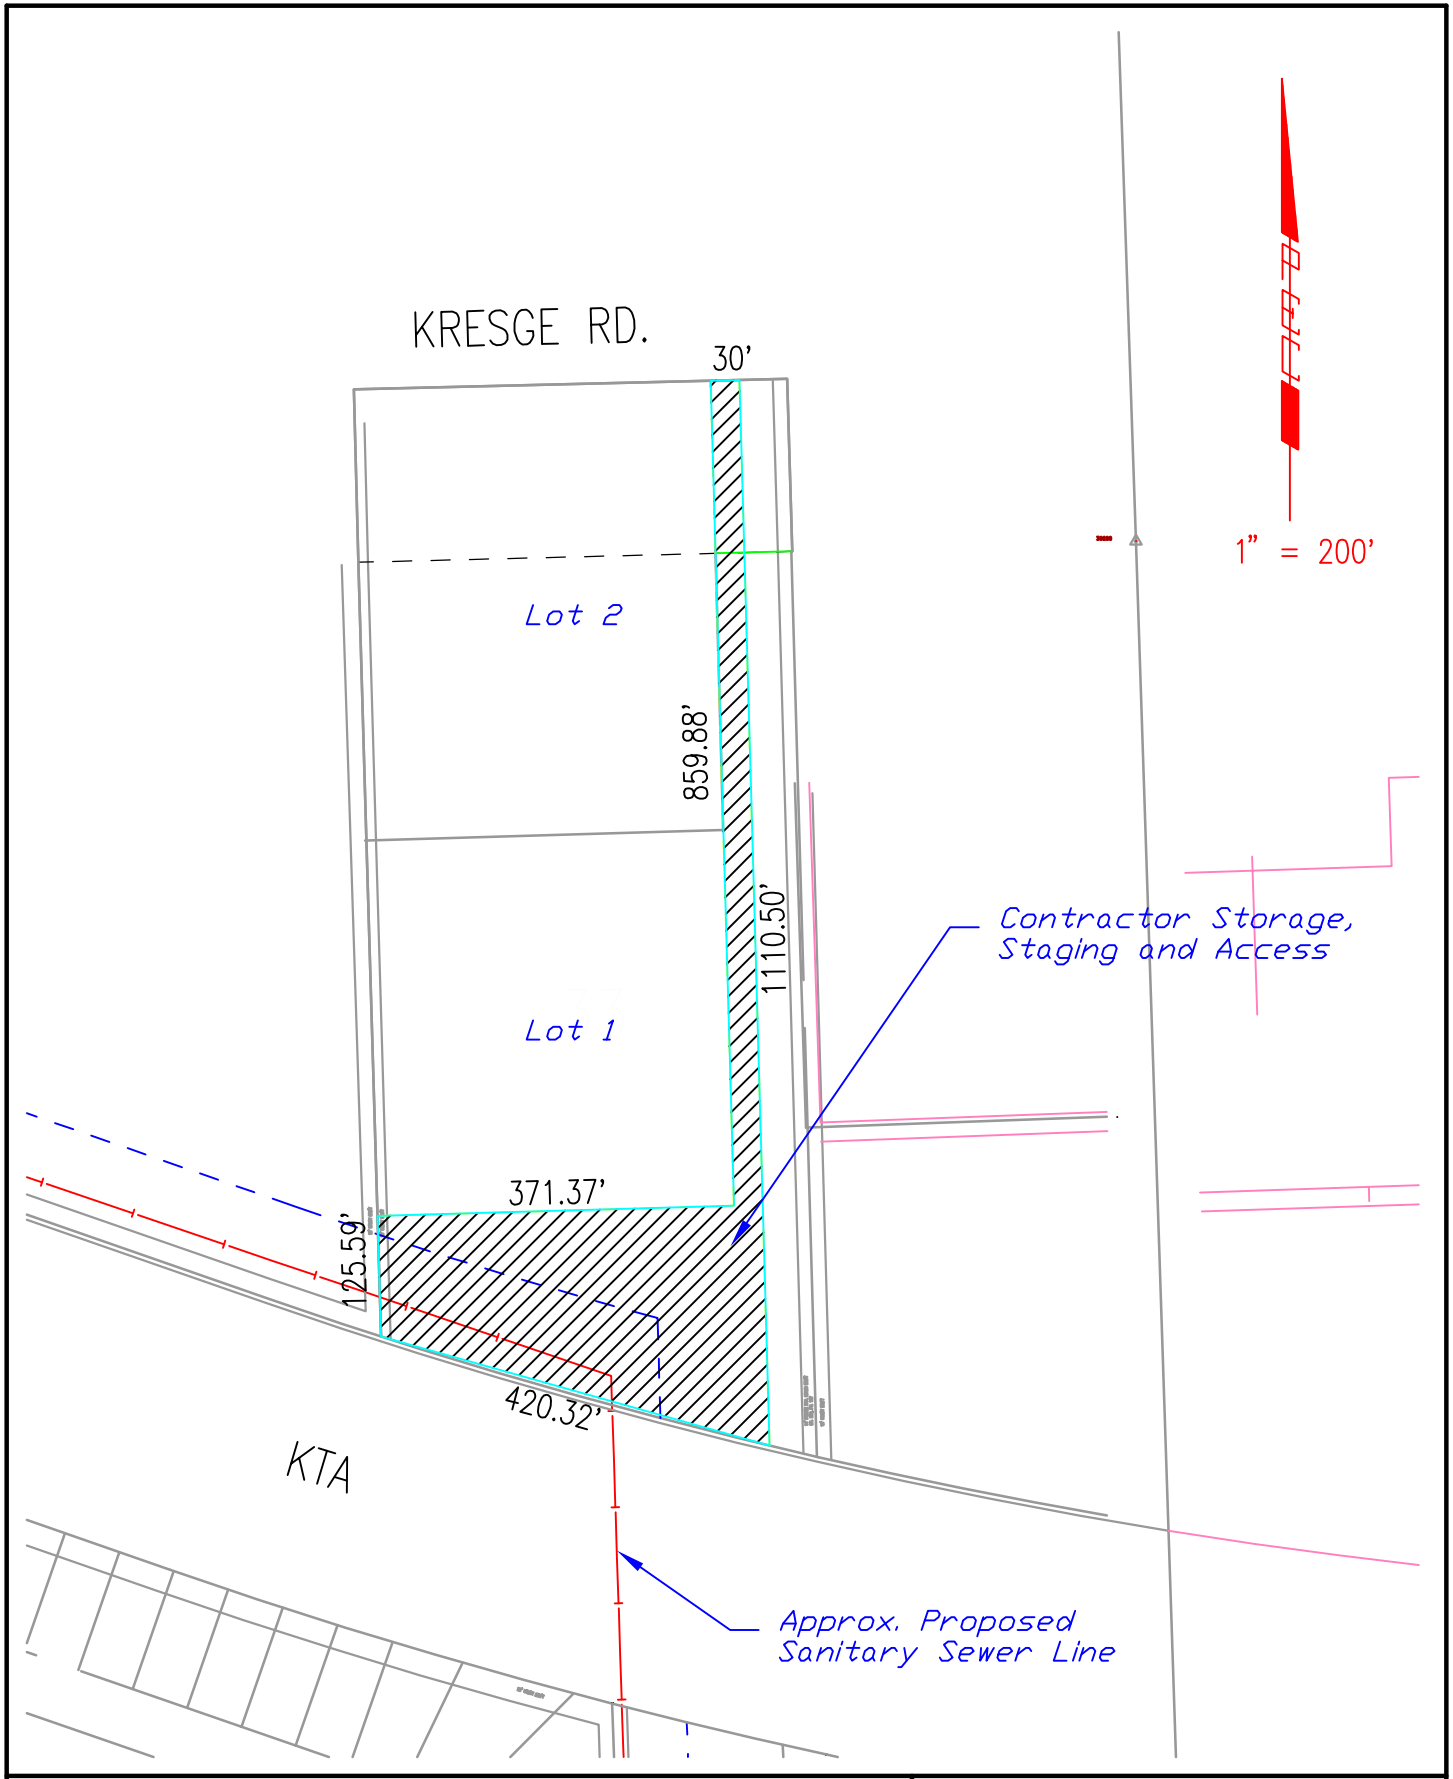 KRESGE RD.
30'
1" = 200'
Lot 2
859.88'
1110.50'
Contractor Storage,
Staging and Access
Lot 1
371.37'
125.59'
420.32'
KTA
Approx. Proposed
Sanitary Sewer Line